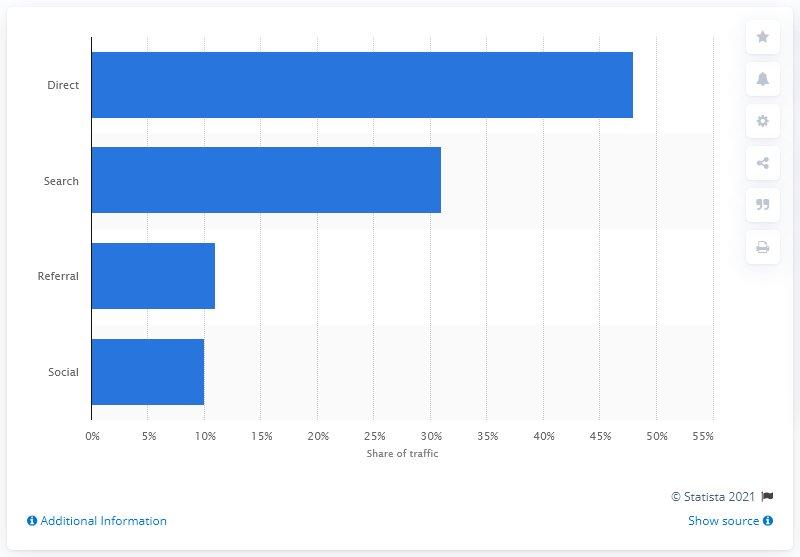 Direct
Search
Referral
Social
0% 5% 10% 15% 20% 25% 30% 35% 40% 45% 50% 55%
Share of traffic
© Statista 2021
Additional Information
Show source